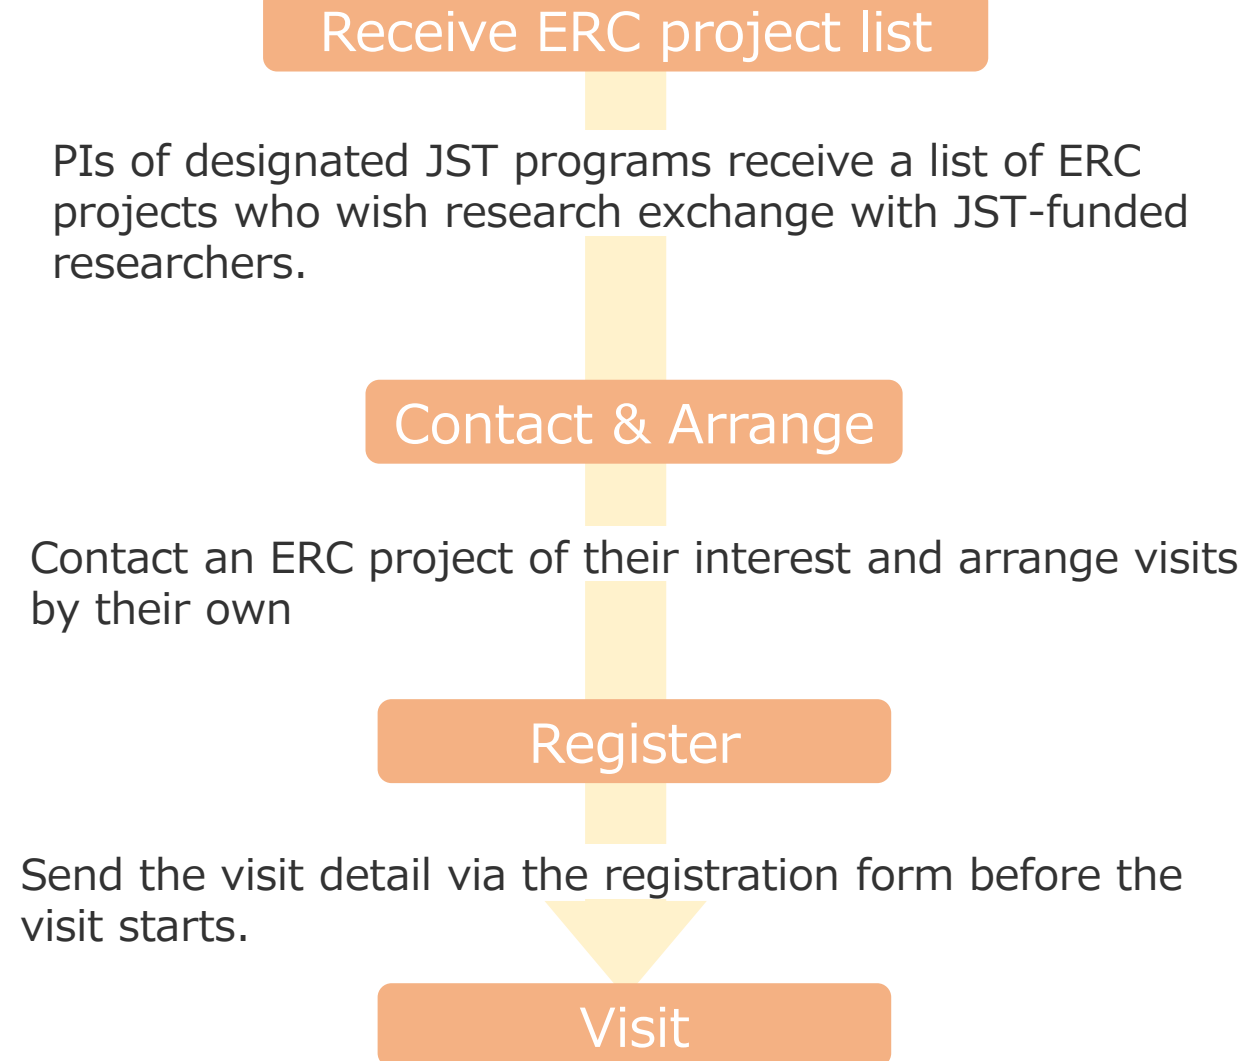 Receive ERC project list
PIs of designated JST programs receive a list of ERC
projects who wish research exchange with JST-funded
researchers.
Contact & Arrange
Contact an ERC project of their interest and arrange visits
by their own
Register
Send the visit detail via the registration form before the
visit starts.
Visit